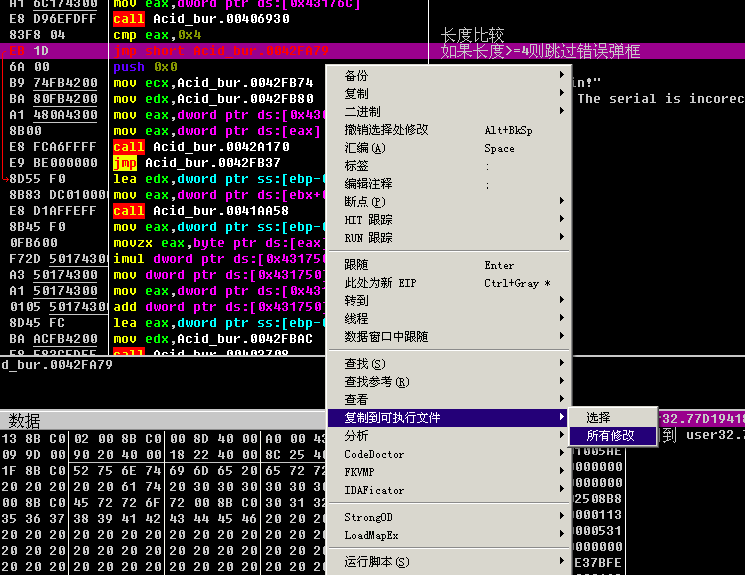 A1 6C174300 mov eax,dword ptr ds:[0x43176C]
E8 D96EFDFF call Acid_bur.00406930
83F8 04 cmp eax,0x4 长度比较
EB 1D jmp short Acid_bur.0042FA79 如果长度>=4则跳过错误弹框
6A 00 push 0x0
B9 74FB4200 mov ecx,Acid_bur.0042FB74 in!"
BA 80FB4200 mov edx,Acid_bur.0042FB80 The serial is incorec
A1 480A4300 mov eax,dword ptr ds:[0x430
8B00 mov eax,dword ptr ds:[eax]
E8 FCA6FFFF call Acid_bur.0042A170
E9 BE000000 jmp Acid_bur.0042FB37
8D55 F0 lea edx,dword ptr ss:[ebp-0
8B83 DC010000 mov eax,dword ptr ds:[ebx+0
E8 D1AFFEFF call Acid_bur.0041AA58
8B45 F0 mov eax,dword ptr ss:[ebp-0
0FB600 movzx eax,byte ptr ds:[eax
F72D 50174300 imul dword ptr ds:[0x431750]
A3 50174300 mov dword ptr ds:[0x431750]
A1 50174300 mov eax,dword ptr ds:[0x431
0105 50174300 add dword ptr ds:[0x431750]
8D45 FC lea eax,dword ptr ss:[ebp-0
BA ACFB4200 mov edx,Acid_bur.0042FBAC
E8 583CFDFF call Acid_bur.00403708
d_bur.0042FA79
备份
复制
二进制
撤销选择处修改 Alt+BkSp
汇编(A) Space
标签 :
编辑注释 ;
断点(P)
HIT 跟踪
RUN 跟踪
跟随 Enter
此处为新 EIP Ctrl+Gray *
转到
线程
数据窗口中跟随
查找(S)
查找参考(R)
查看
复制到可执行文件
分析
CodeDoctor
FKVMP
IDAFicator
StrongOD
LoadMapEx
运行脚本(S)
选择
所有修改
数据
13 8B C0 02 00 8B C0 00 8D 40 00 A0 00 43
09 9D 00 90 20 40 00 18 22 40 00 8C 25 40
1F 8B C0 52 75 6E 74 69 6D 65 20 65 72 72
20 20 20 20 61 74 20 30 30 30 30 30 30 30
00 8B C0 45 72 72 6F 72 00 8B C0 30 31 32
35 36 37 38 39 41 42 43 44 45 46 20 20 20
20 20 20 20 20 20 20 20 20 20 20 20 20 20
20 20 20 20 20 20 20 20 20 20 20 20 20 20
20 20 20 20 20 20 20 20 20 20 20 20 20 20
32.77D19418
到 user32.7
1005AE
000000
000000
2508B8
000113
000531
000000
E37BFE